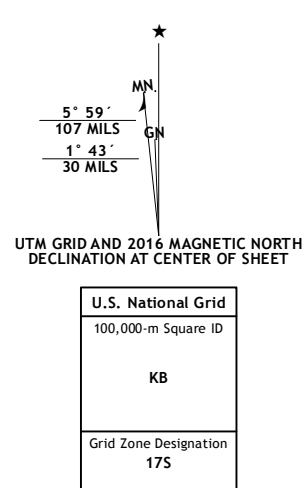 ★
MN.
5° 59´
107 MILS
GN
1° 43´
30 MILS
UTM GRID AND 2016 MAGNETIC NORTH
DECLINATION AT CENTER OF SHEET
U.S. National Grid
100,000-m Square ID
KB
Grid Zone Designation
17S